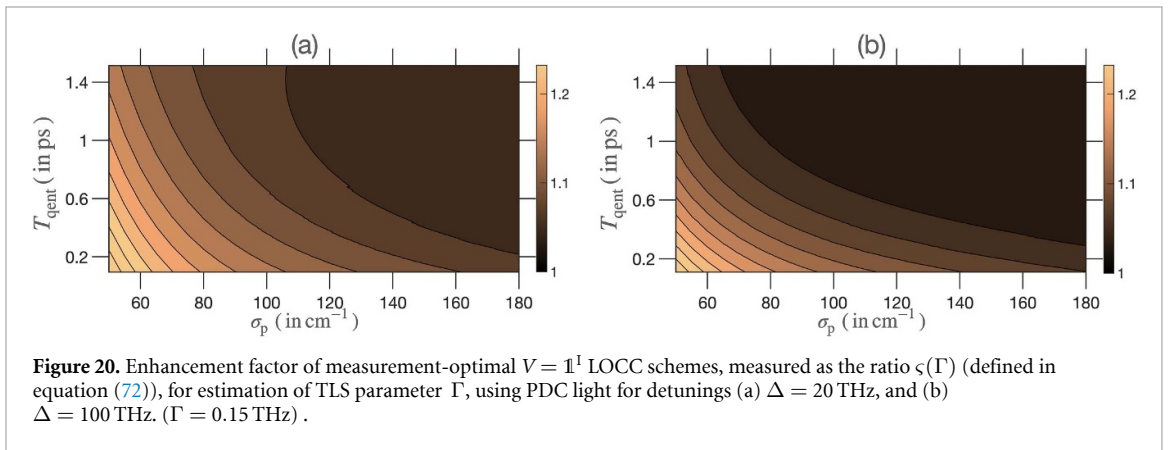 (a)
(b)
1.4
1
0.6
0.2
T_qent ( in ps )
60 80 100 120 140 160 180
σ_p ( in cm⁻¹ )
1.2
1.1
1
1.4
1
0.6
0.2
T_qent ( in ps )
60 80 100 120 140 160 180
σ_p ( in cm⁻¹ )
1.2
1.1
1
Figure 20. Enhancement factor of measurement-optimal V = 𝟙ᴵ LOCC schemes, measured as the ratio ς(Γ) (defined in
equation (72)), for estimation of TLS parameter Γ, using PDC light for detunings (a) Δ = 20 THz, and (b)
Δ = 100 THz. (Γ = 0.15 THz) .